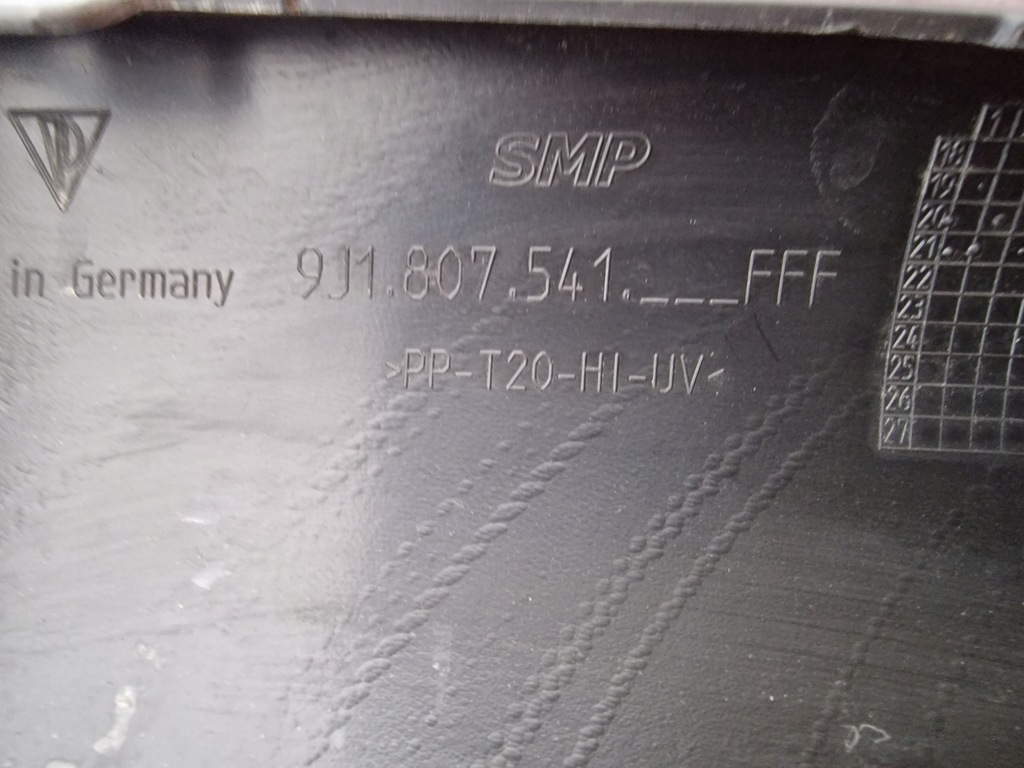 SMP
in Germany
9J1.807.541.___FFF
>PP-T20-HI-UV<
1
18
19
20
21
22
23
24
25
26
27